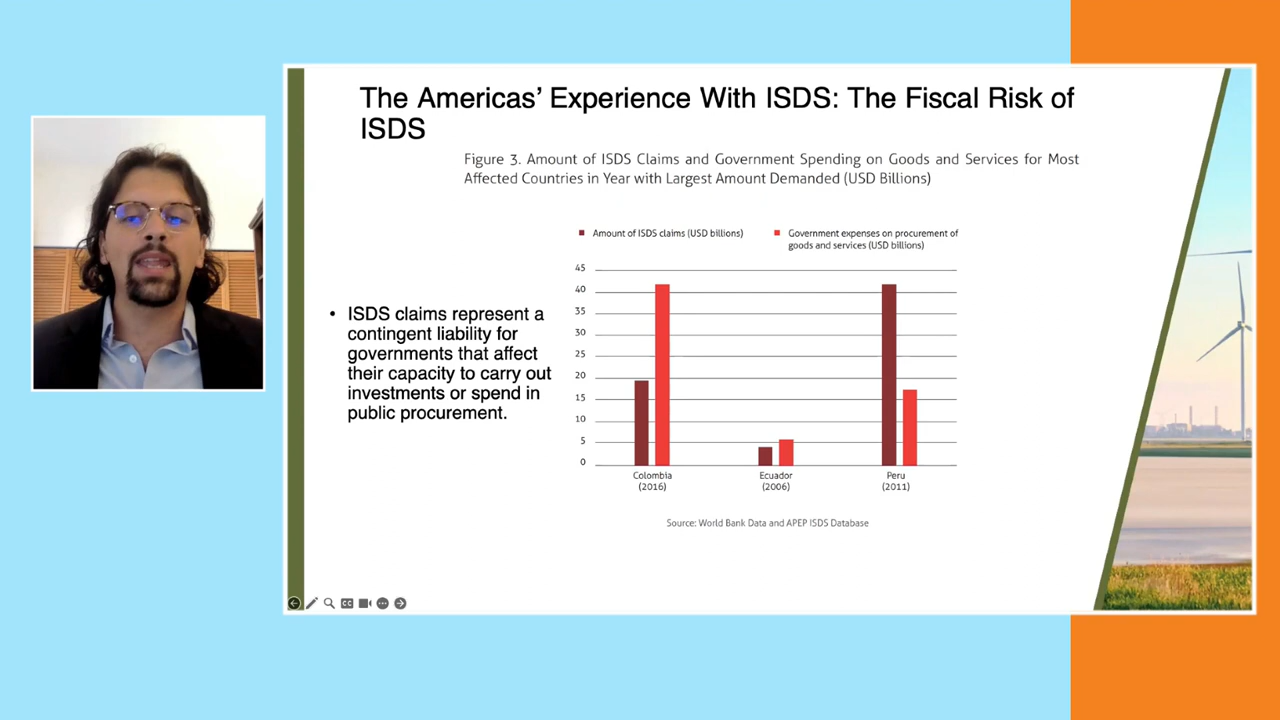 The Americas' Experience With ISDS: The Fiscal Risk of
ISDS
Figure 3. Amount of ISDS Claims and Government Spending on Goods and Services for Most
Affected Countries in Year with Largest Amount Demanded (USD Billions)
• ISDS claims represent a
contingent liability for
governments that affect
their capacity to carry out
investments or spend in
public procurement.
Amount of ISDS claims (USD billions)
Government expenses on procurement of
goods and services (USD billions)
45
40
35
30
25
20
15
10
5
0
Colombia
(2016)
Ecuador
(2006)
Peru
(2011)
Source: World Bank Data and APEP ISDS Database
CC